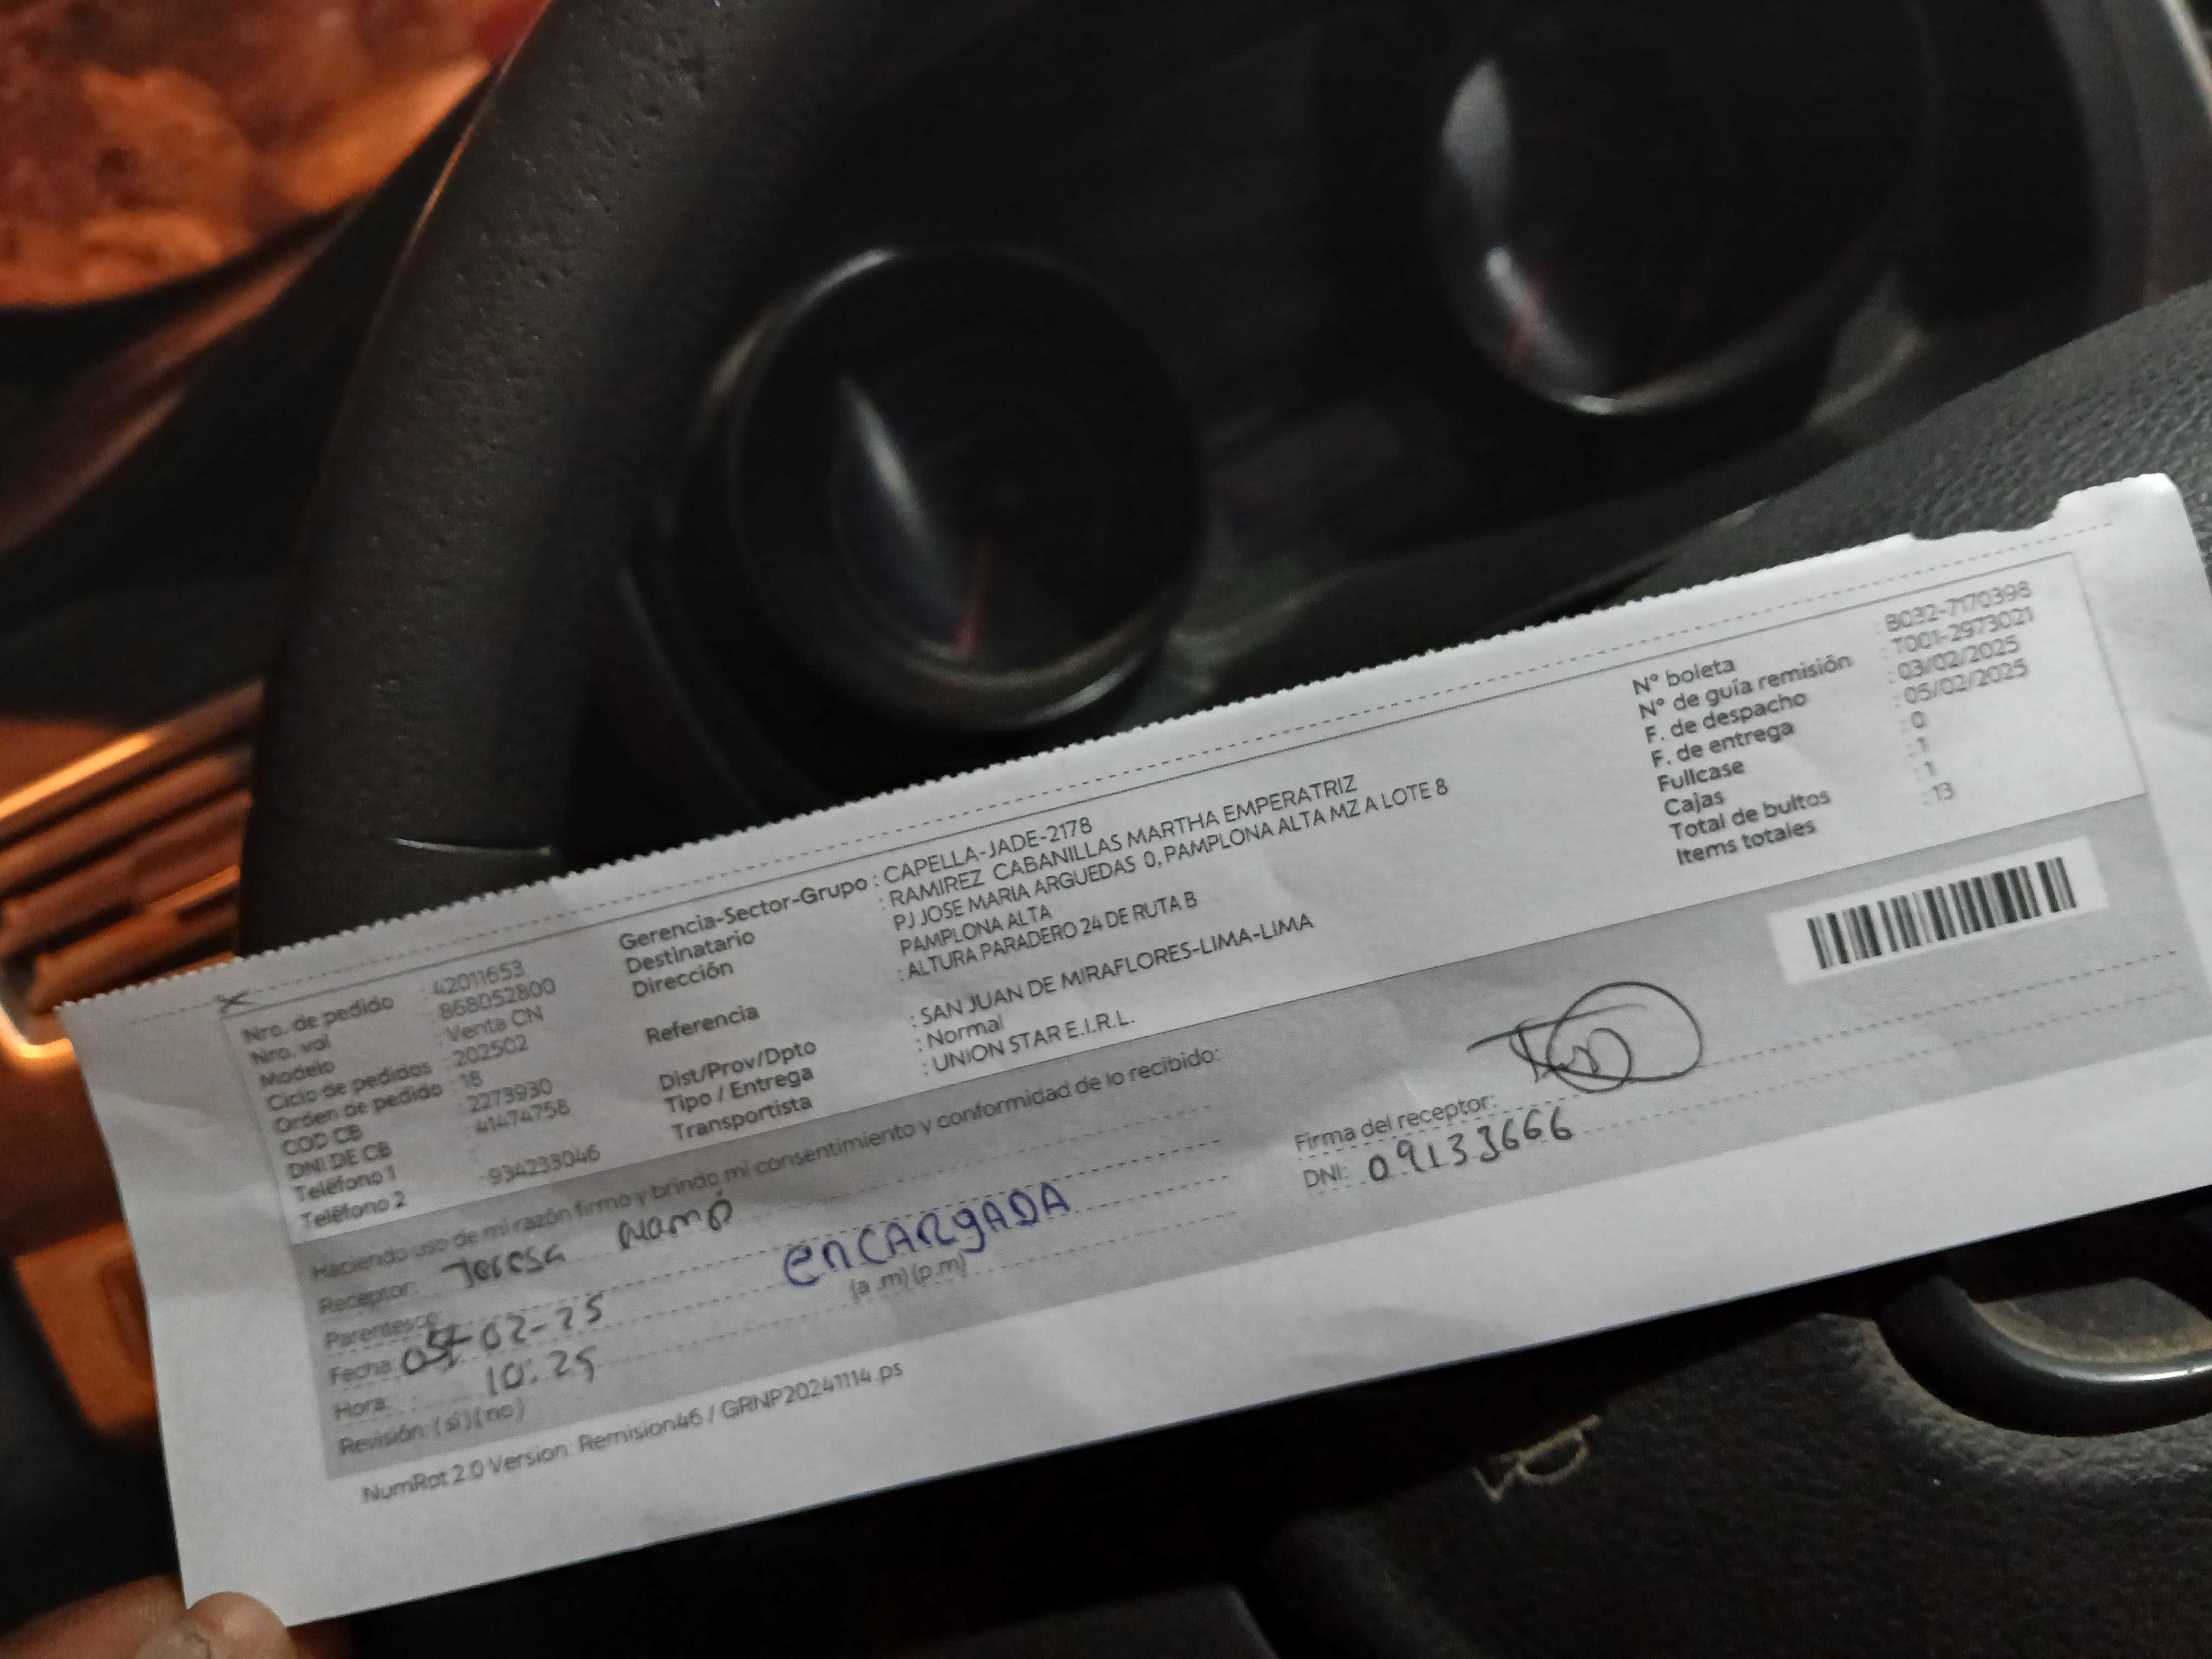 Nro. de pedido : 42011653
Nro. val : 868052800
Modelo : Venta CN
Ciclo de pedidos : 202502
Orden de pedido : 18
COD CB : 2273930
DNI DE CB : 41474758
Teléfono 1 :
Teléfono 2 : 934233046
Gerencia-Sector-Grupo : CAPELLA-JADE-2178
Destinatario : RAMIREZ CABANILLAS MARTHA EMPERATRIZ
Dirección PJ JOSE MARIA ARGUEDAS 0, PAMPLONA ALTA MZ A LOTE 8
PAMPLONA ALTA
Referencia : ALTURA PARADERO 24 DE RUTA B
Dist/Prov/Dpto : SAN JUAN DE MIRAFLORES-LIMA-LIMA
Tipo / Entrega : Normal
Transportista : UNION STAR E.I.R.L.
N° boleta : B032-7170398
N° de guía remisión : T001-2973021
F. de despacho : 03/02/2025
F. de entrega : 05/02/2025
Fullcase : 0
Cajas : 1
Total de bultos : 1
Items totales : 13
Haciendo uso de mi razón firmo y brindo mi consentimiento y conformidad de lo recibido:
Receptor: Teresa
Parentesco: enCARgADA
Fecha: 05-02-25
Hora: 10:25 (a .m) (p.m)
Revisión: ( si ) ( no )
Firma del receptor:
DNI: 09133666
NumRot 2.0 Version: Remision46 / GRNP20241114.ps